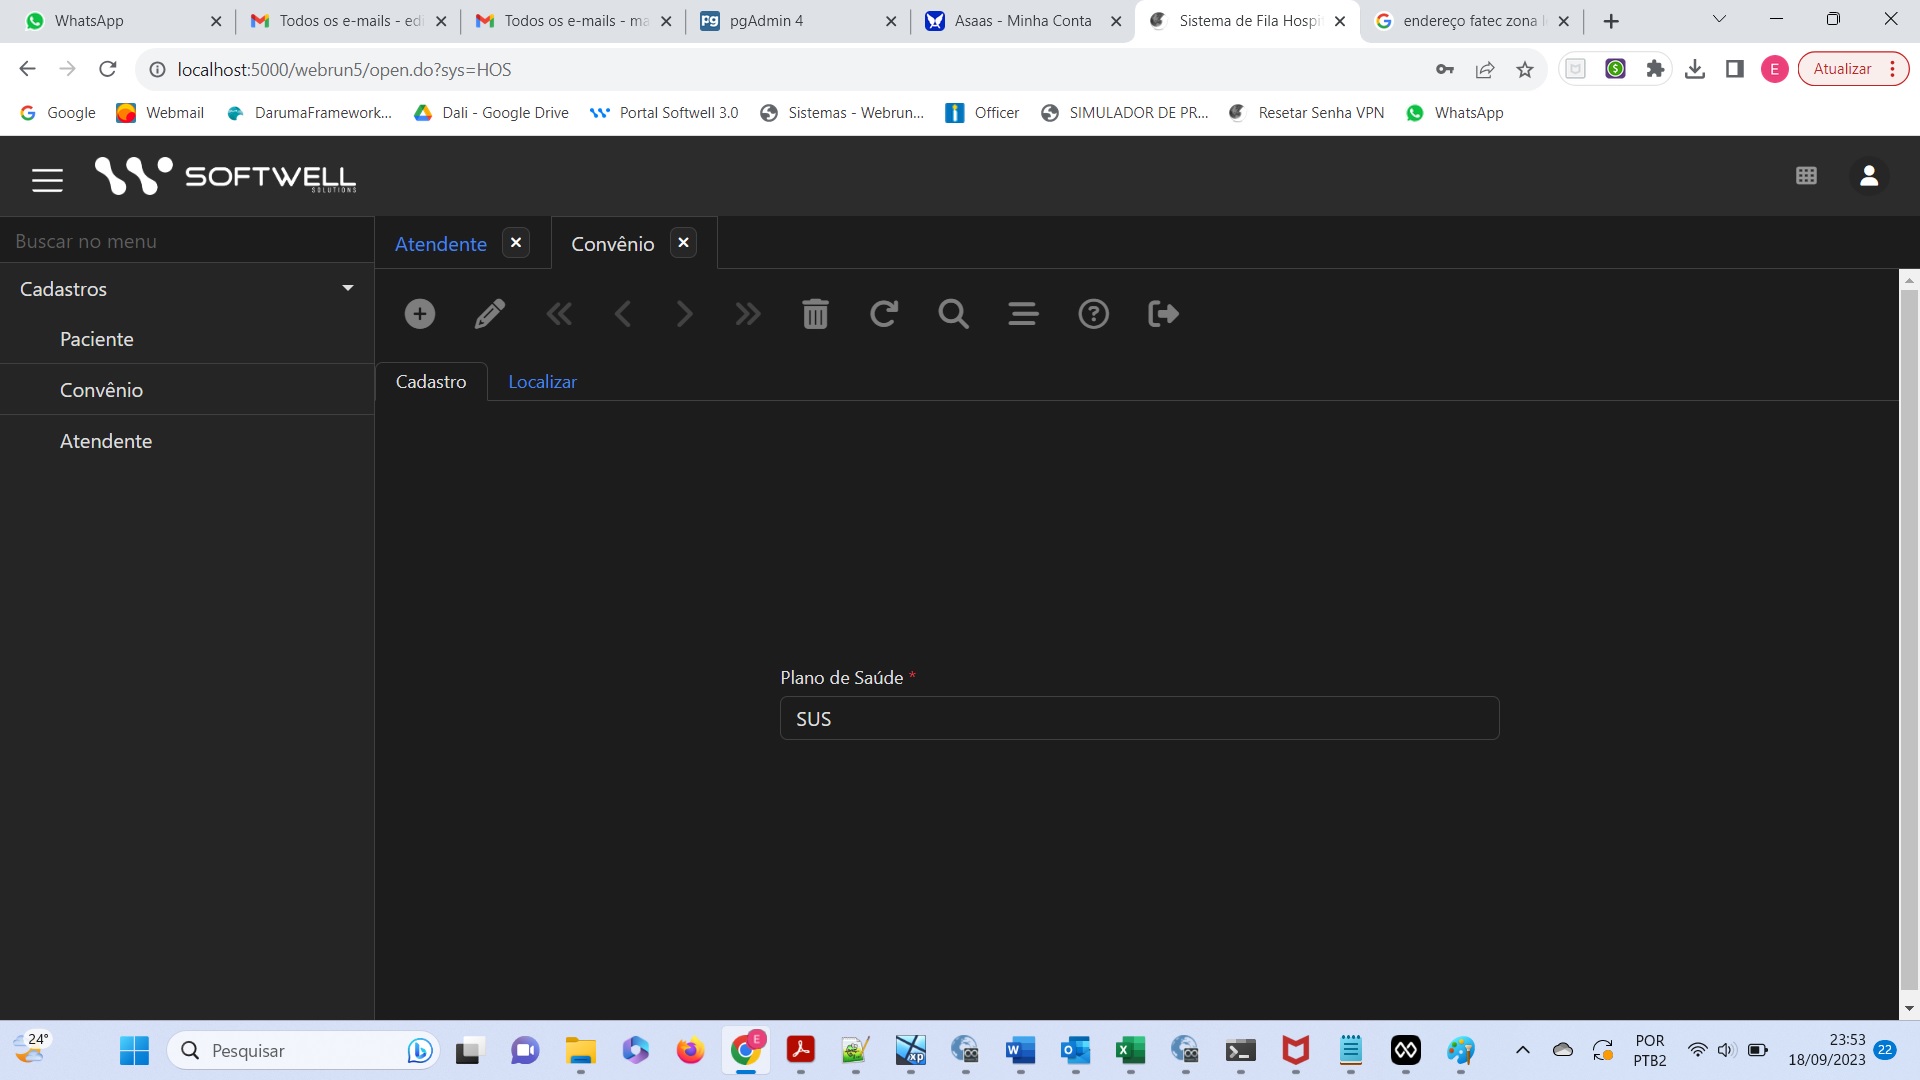 WhatsApp
Todos os e-mails - edi
Todos os e-mails - ma
pgAdmin 4
Asaas - Minha Conta
Sistema de Fila Hospi
endereço fatec zona l
localhost:5000/webrun5/open.do?sys=HOS
E
Atualizar
Google
Webmail
DarumaFramework...
Dali - Google Drive
Portal Softwell 3.0
Sistemas - Webrun...
Officer
SIMULADOR DE PR...
Resetar Senha VPN
WhatsApp
SOFTWELL
SOLUTIONS
Buscar no menu
Atendente
Convênio
Cadastros
Paciente
Convênio
Atendente
Cadastro
Localizar
Plano de Saúde *
SUS
24°
Pesquisar
POR
PTB2
23:53
18/09/2023
22